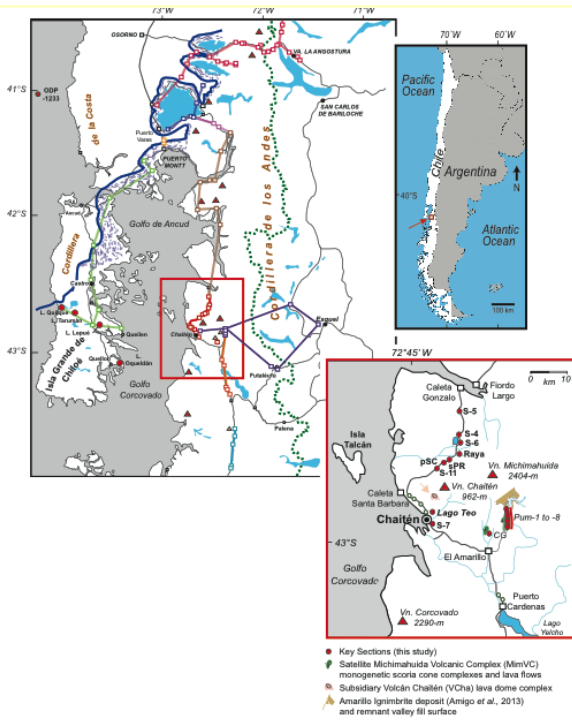 73°W
72°W
71°W
OSORNO
VA. LA ANGOSTURA
41°S
ODP
-1233
SAN CARLOS
DE BARILOCHE
Cordillera
de la Costa
Puerto
Varas
PUERTO
MONTT
Cordillera de los Andes
42°S
Ancud
Golfo de Ancud
Castro
L. Tarumán
L. Lepué
Quellen
Chaitén
Esquel
43°S
Isla Grande de
Chiloé
Quellon
L.
Oqueldán
Futaleufú
Golfo
Corcovado
Palena
70°W
60°W
Pacific
Ocean
Chile
Argentina
N
40°S
Atlantic
Ocean
100 km
72°45'W
Caleta
Gonzalo
Fiordo
Largo
0
10
km
S-5
Isla
Talcán
S-4
S-6
Raya
pSC
sPR
S-11
Vn. Michimahuida
2404-m
Vn. Chaitén
962-m
Caleta
Santa Barbara
Lago Teo
Chaitén
S-7
Pum-1 to -8
CG
43°S
El Amarillo
Golfo
Corcovado
Puerto
Cardenas
Vn. Corcovado
2290-m
Lago
Yelcho
Key Sections (this study)
Satellite Michimahuida Volcanic Complex (MimVC)
monogenetic scoria cone complexes and lava flows
Subsidiary Volcán Chaitén (VCha) lava dome complex
Amarillo Ignimbrite deposit (Amigo et al., 2013)
and remnant valley fill surface